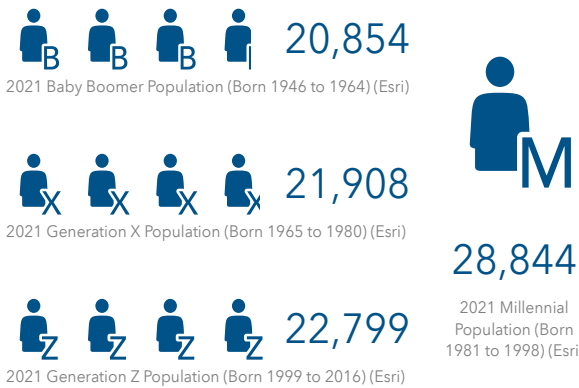 B B B 20,854
2021 Baby Boomer Population (Born 1946 to 1964) (Esri)
X X X X 21,908
2021 Generation X Population (Born 1965 to 1980) (Esri)
Z Z Z Z 22,799
2021 Generation Z Population (Born 1999 to 2016) (Esri)
M
28,844
2021 Millennial
Population (Born
1981 to 1998) (Esri